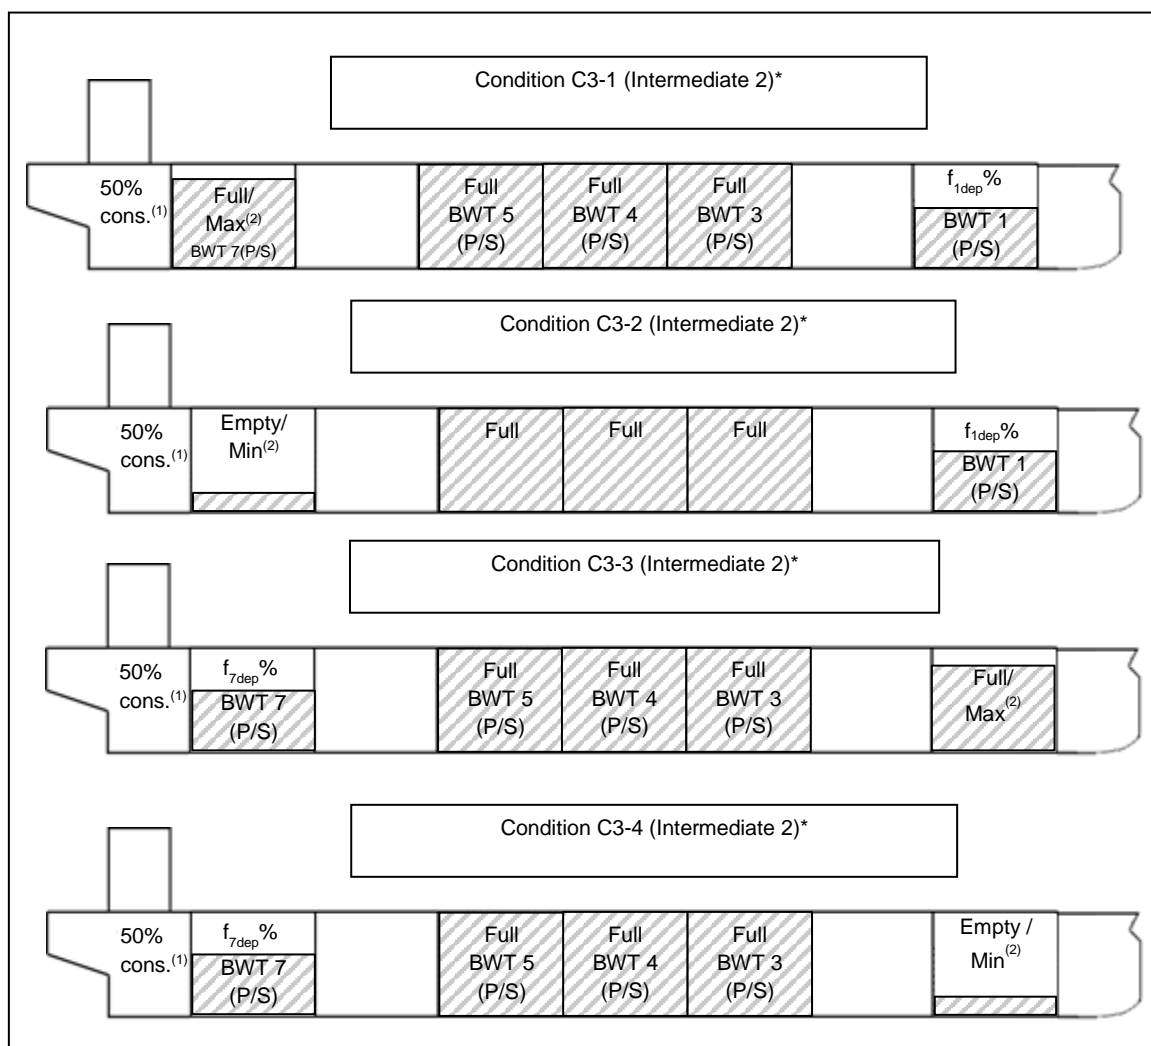 Condition C3-1 (Intermediate 2)*
50%
cons.(1)
Full/
Max(2)
BWT 7(P/S)
Full
BWT 5
(P/S)
Full
BWT 4
(P/S)
Full
BWT 3
(P/S)
f1dep%
BWT 1
(P/S)
Condition C3-2 (Intermediate 2)*
50%
cons.(1)
Empty/
Min(2)
Full
Full
Full
f1dep%
BWT 1
(P/S)
Condition C3-3 (Intermediate 2)*
50%
cons.(1)
f7dep%
BWT 7
(P/S)
Full
BWT 5
(P/S)
Full
BWT 4
(P/S)
Full
BWT 3
(P/S)
Full/
Max(2)
Condition C3-4 (Intermediate 2)*
50%
cons.(1)
f7dep%
BWT 7
(P/S)
Full
BWT 5
(P/S)
Full
BWT 4
(P/S)
Full
BWT 3
(P/S)
Empty /
Min(2)